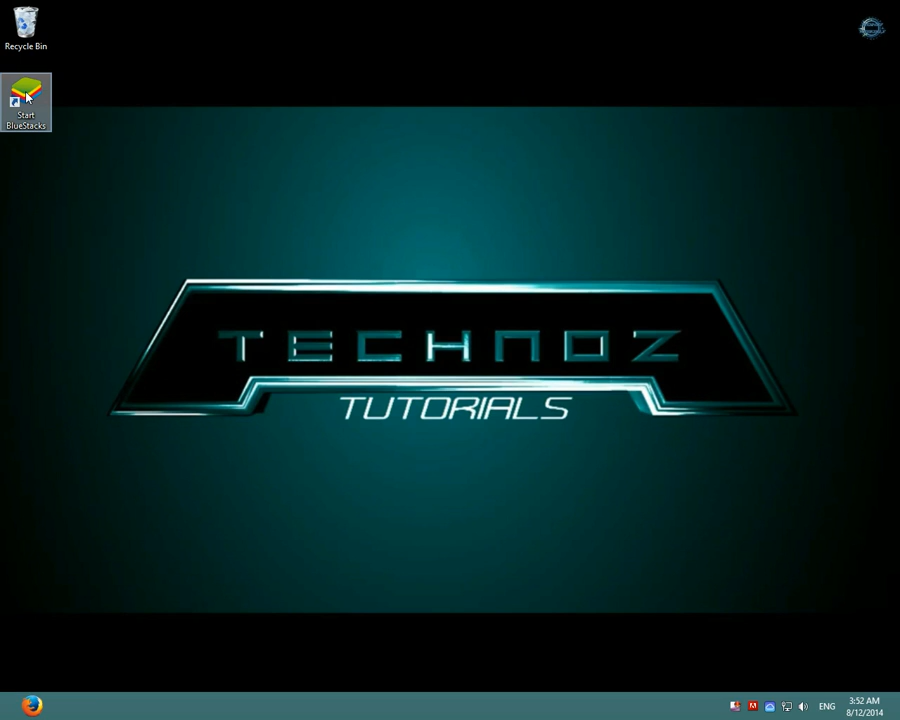 Recycle Bin
Start
BlueStacks
TECHNOZ
TUTORIALS
ENG
3:52 AM
8/12/2014